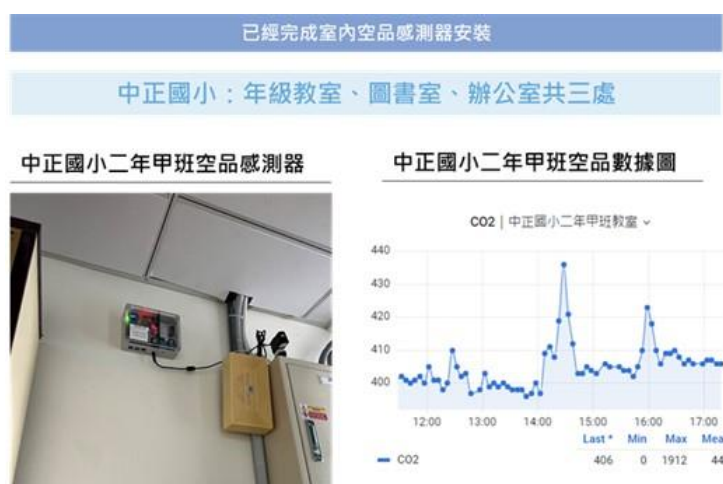 已經完成室內空品感測器安裝
中正國小：年級教室、圖書室、辦公室共三處
中正國小二年甲班空品感測器
中正國小二年甲班空品數據圖
CO2 | 中正國小二年甲班教室
440
430
420
410
400
12:00 13:00 14:00 15:00 16:00 17:00
Last * Min Max Mea
CO2 406 0 1912 44